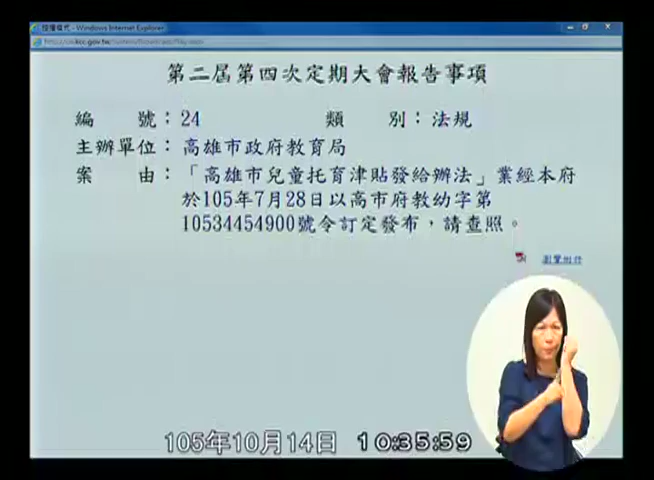 第二屆第四次定期大會報告事項
編　　號：24　　類　　別：法規
主辦單位：高雄市政府教育局
案　　由：「高雄市兒童托育津貼發給辦法」業經本府
於105年7月28日以高市府教幼字第
10534454900號令訂定發布，請查照。
瀏覽附件
105年10月14日 10:35:59